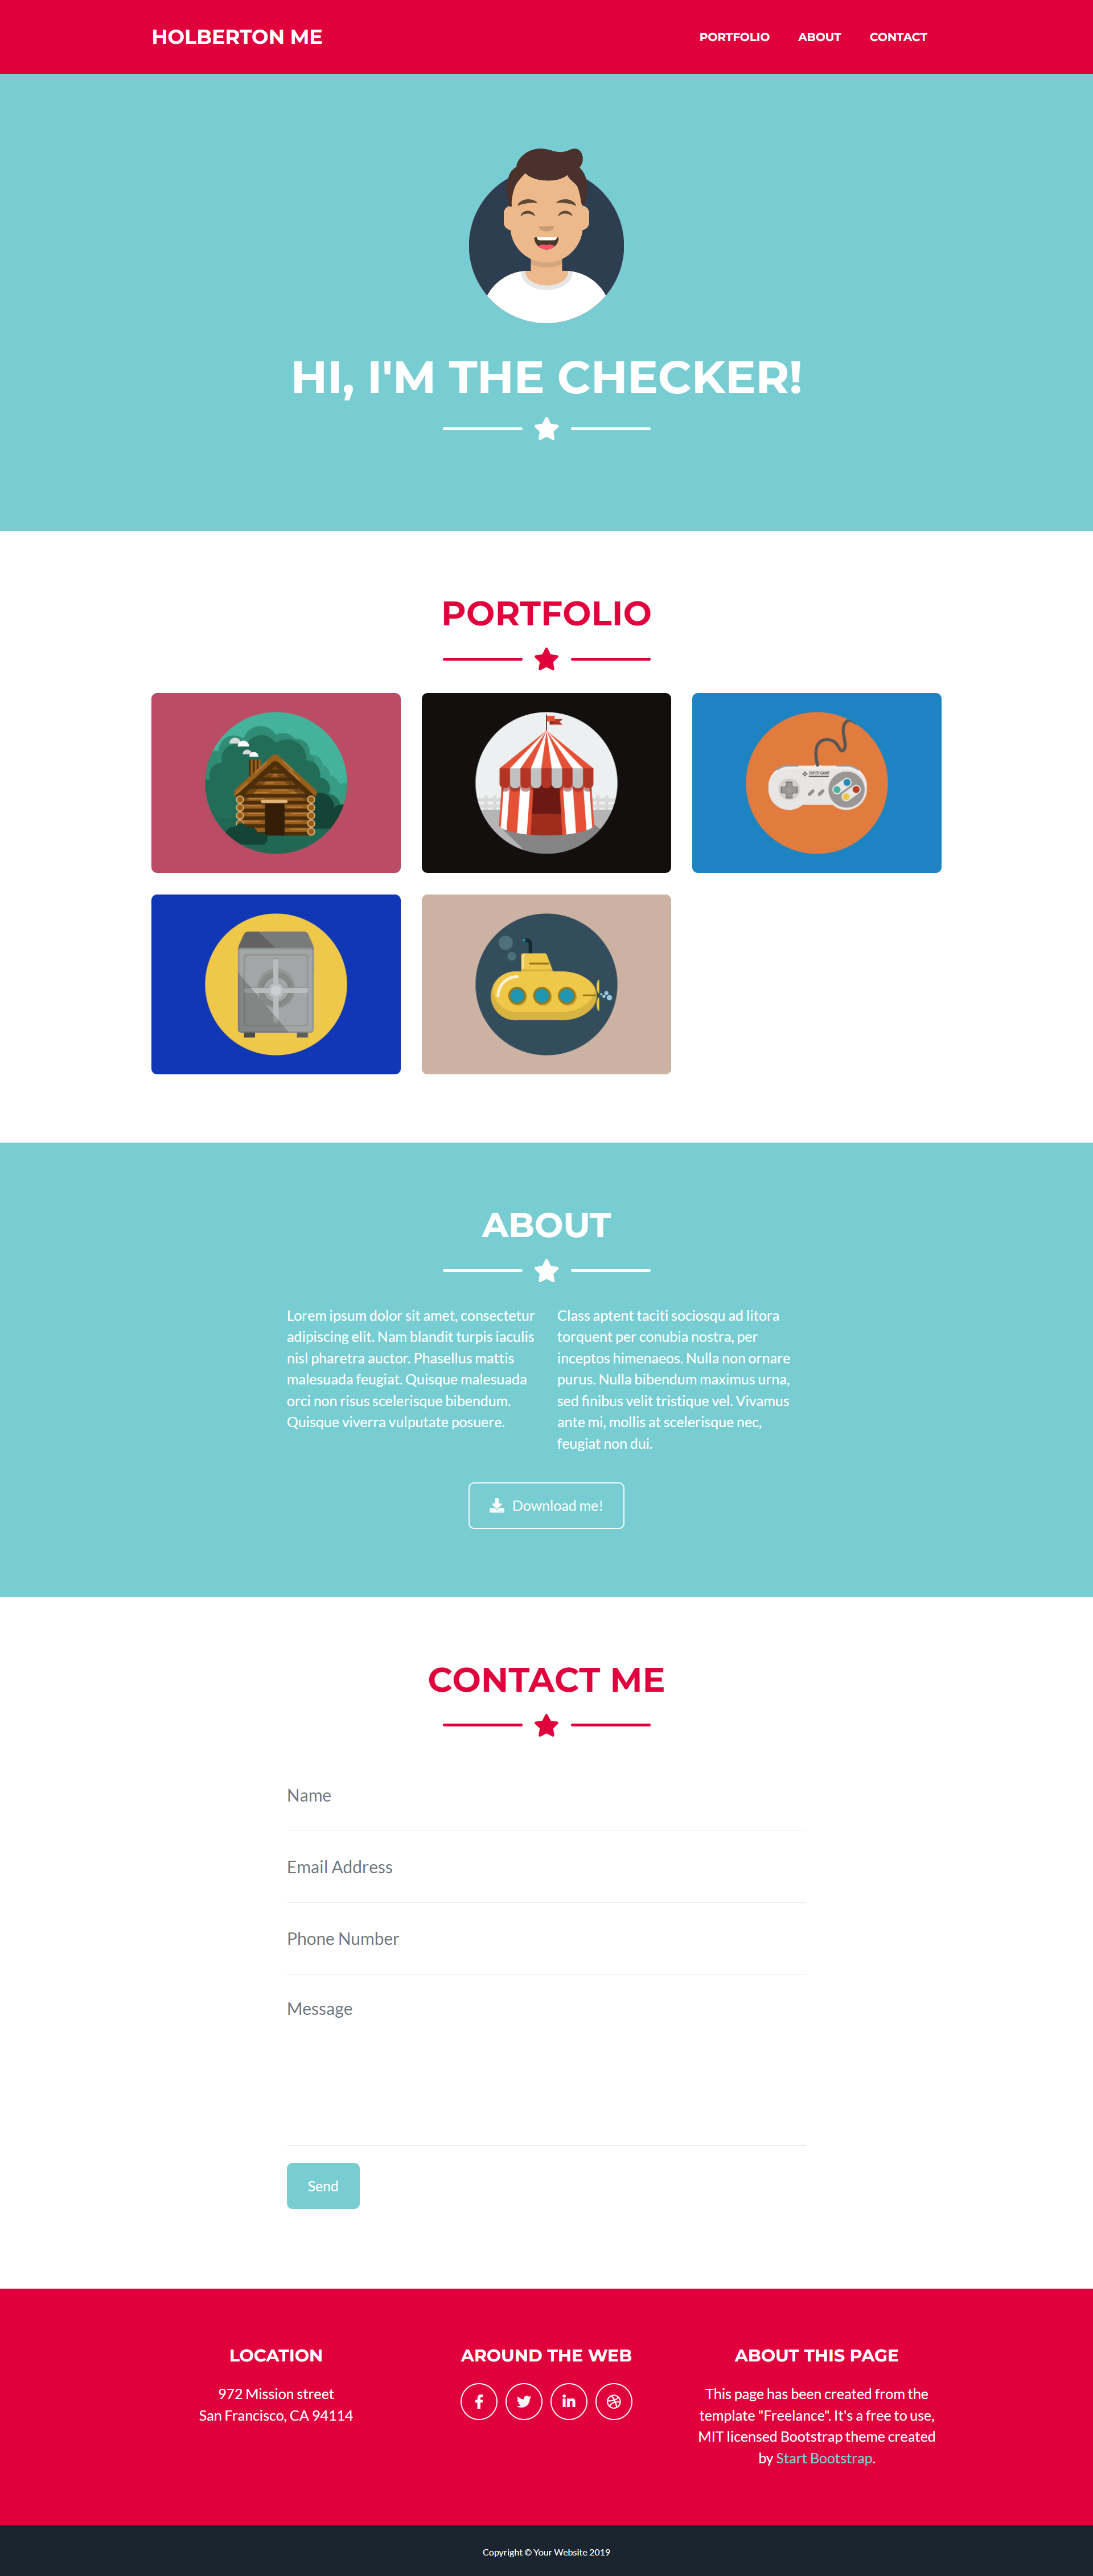 HOLBERTON ME
PORTFOLIO ABOUT CONTACT
HI, I'M THE CHECKER!
PORTFOLIO
SUPER GAME
ABOUT
Lorem ipsum dolor sit amet, consectetur
adipiscing elit. Nam blandit turpis iaculis
nisl pharetra auctor. Phasellus mattis
malesuada feugiat. Quisque malesuada
orci non risus scelerisque bibendum.
Quisque viverra vulputate posuere.
Class aptent taciti sociosqu ad litora
torquent per conubia nostra, per
inceptos himenaeos. Nulla non ornare
purus. Nulla bibendum maximus urna,
sed finibus velit tristique vel. Vivamus
ante mi, mollis at scelerisque nec,
feugiat non dui.
Download me!
CONTACT ME
Name
Email Address
Phone Number
Message
Send
LOCATION
972 Mission street
San Francisco, CA 94114
AROUND THE WEB
ABOUT THIS PAGE
This page has been created from the
template "Freelance". It's a free to use,
MIT licensed Bootstrap theme created
by Start Bootstrap.
Copyright © Your Website 2019